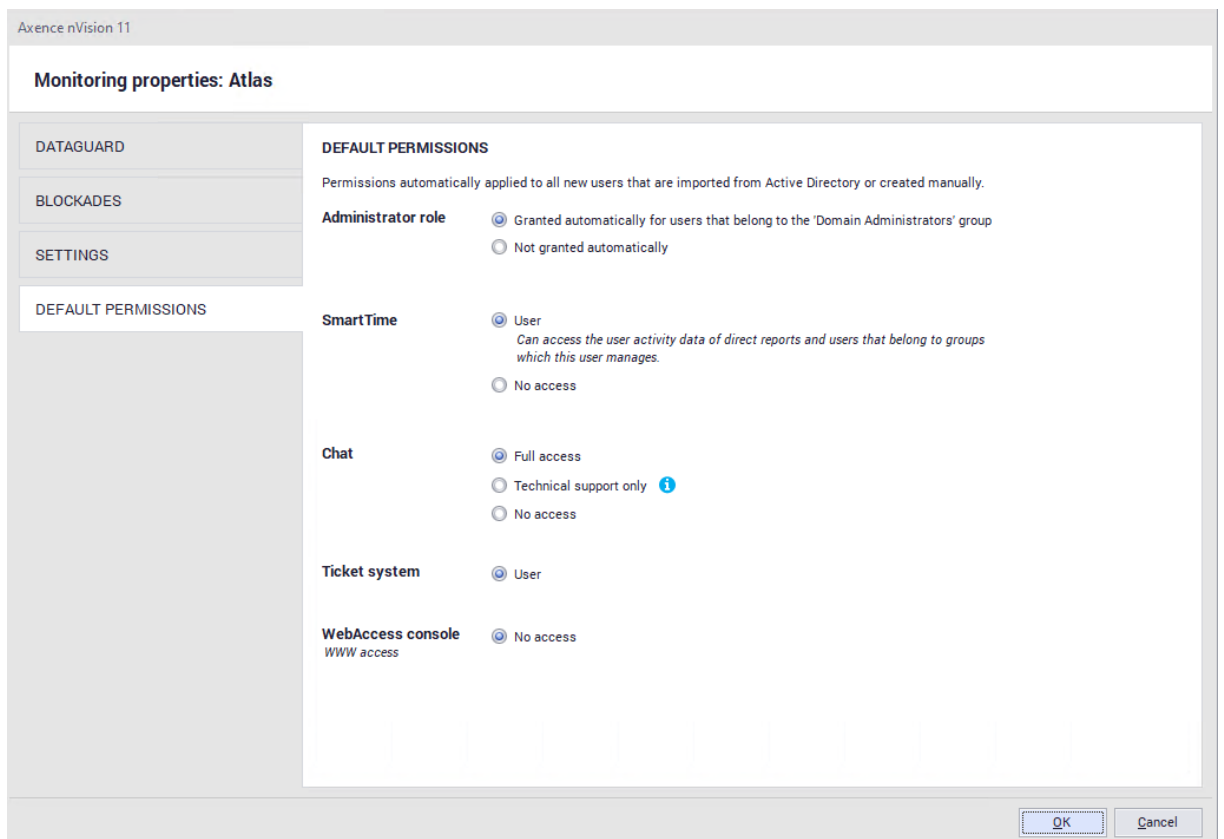 Axence nVision 11
Monitoring properties: Atlas
DATAGUARD
BLOCKADES
SETTINGS
DEFAULT PERMISSIONS
DEFAULT PERMISSIONS
Permissions automatically applied to all new users that are imported from Active Directory or created manually.
Administrator role
Granted automatically for users that belong to the 'Domain Administrators' group
Not granted automatically
SmartTime
User
Can access the user activity data of direct reports and users that belong to groups
which this user manages.
No access
Chat
Full access
Technical support only
No access
Ticket system
User
WebAccess console
WWW access
No access
OK
Cancel